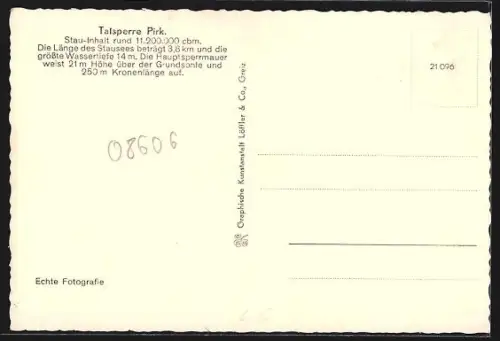 Talsperre Pirk.
Stau-Inhalt rund 11.200.000 cbm.
Die Länge des Stausees beträgt 3,8 km und die
größte Wassertiefe 14 m. Die Hauptsperrmauer
weist 21 m Höhe über der Grundsohle und
250 m Kronenlänge auf.
21 096
08606
Graphische Kunstanstalt Löffler & Co., Greiz
Echte Fotografie